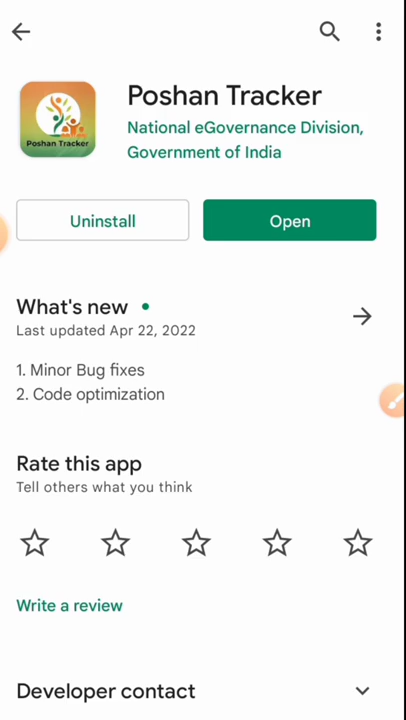 Poshan Tracker
Poshan Tracker
National eGovernance Division,
Government of India
Uninstall
Open
What's new
Last updated Apr 22, 2022
1. Minor Bug fixes
2. Code optimization
Rate this app
Tell others what you think
Write a review
Developer contact